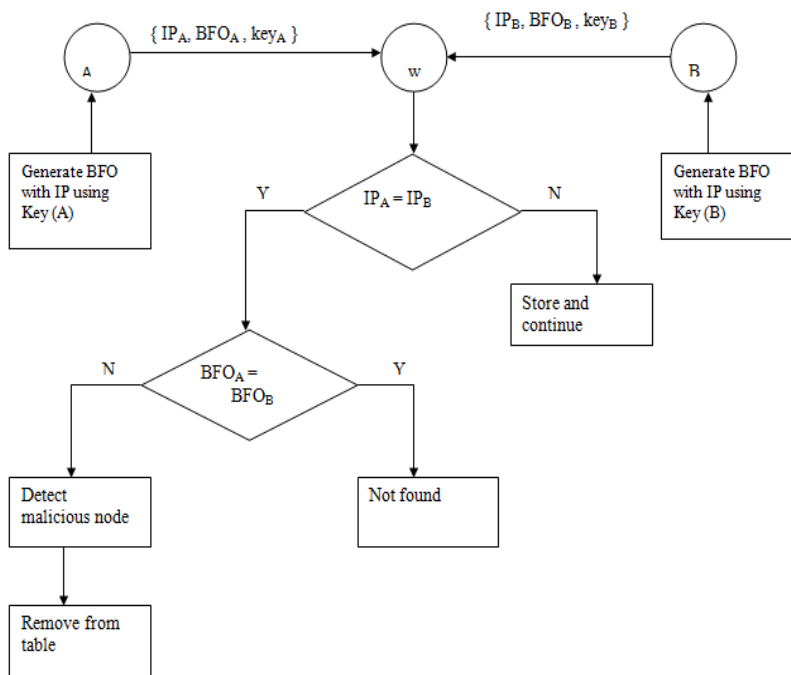 { IPA, BFOA , keyA }
{ IPB, BFOB , keyB }
A
w
B
Generate BFO
with IP using
Key (A)
Generate BFO
with IP using
Key (B)
Y
IPA = IPB
N
Store and
continue
N
BFOA =
BFOB
Y
Detect
malicious node
Not found
Remove from
table